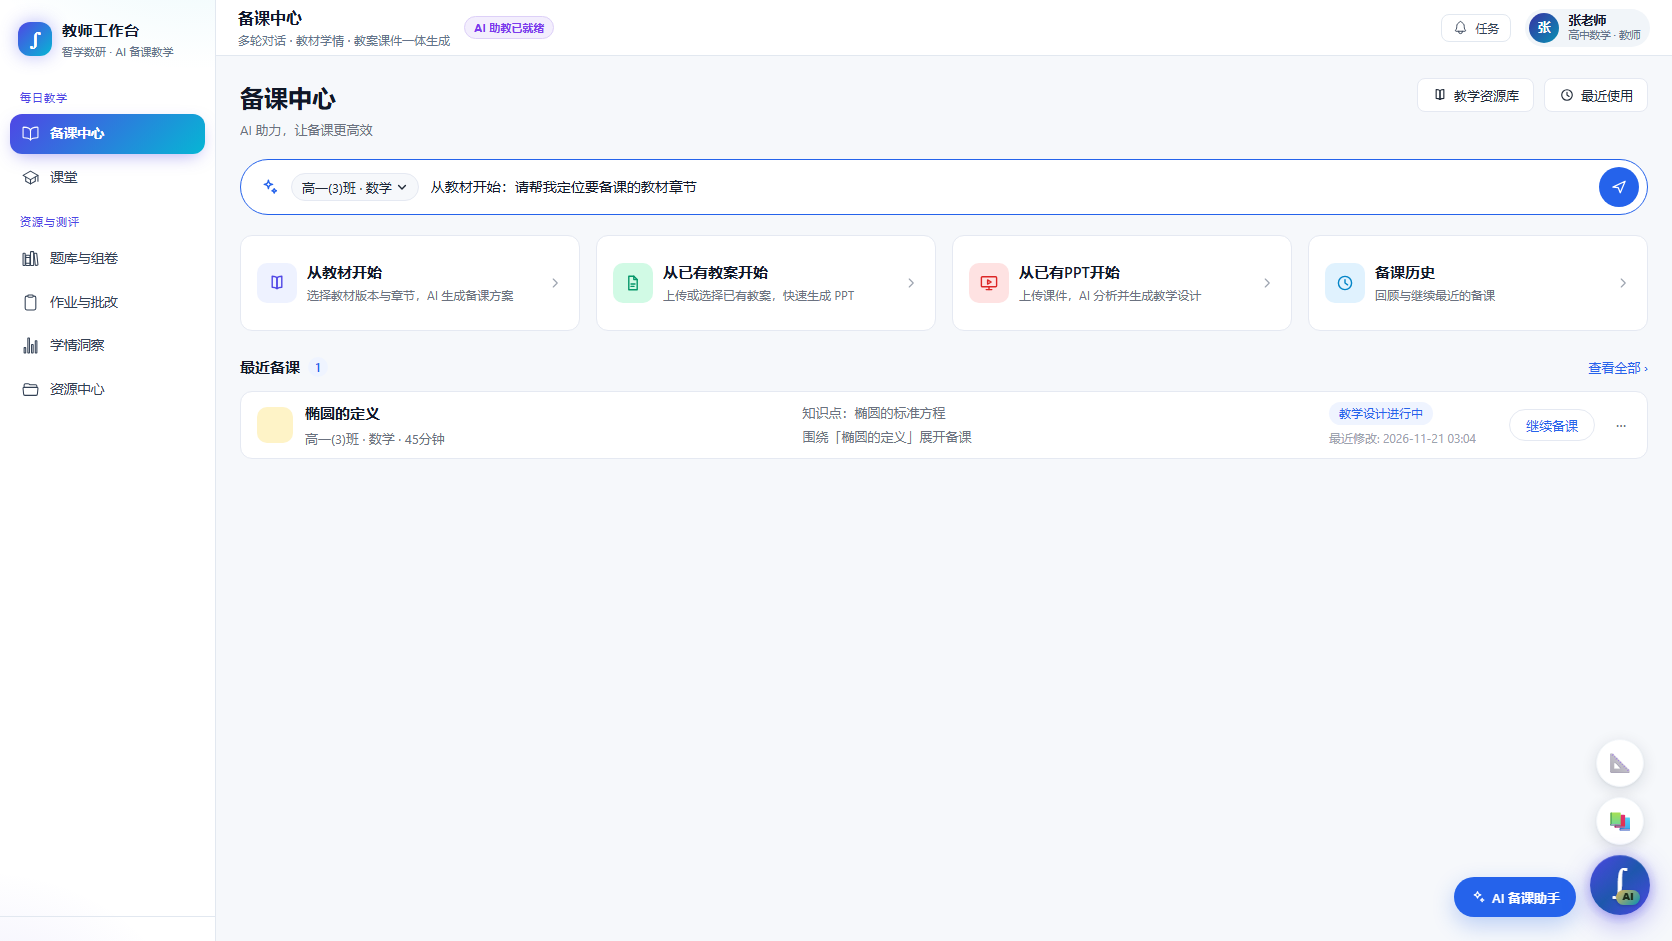 教师工作台
智学数研 · AI 备课教学
每日教学
备课中心
课堂
资源与测评
题库与组卷
作业与批改
学情洞察
资源中心
备课中心
多轮对话 · 教材学情 · 教案课件一体生成
AI 助教已就绪
任务
张
张老师
高中数学 · 教师
备课中心
AI 助力，让备课更高效
教学资源库
最近使用
高一(3)班 · 数学
从教材开始：请帮我定位要备课的教材章节
从教材开始
选择教材版本与章节，AI 生成备课方案
从已有教案开始
上传或选择已有教案，快速生成 PPT
从已有PPT开始
上传课件，AI 分析并生成教学设计
备课历史
回顾与继续最近的备课
最近备课 1
查看全部 ›
椭圆的定义
高一(3)班 · 数学 · 45分钟
知识点：椭圆的标准方程
围绕「椭圆的定义」展开备课
教学设计进行中
最近修改: 2026-11-21 03:04
继续备课
···
AI 备课助手
∫
AI